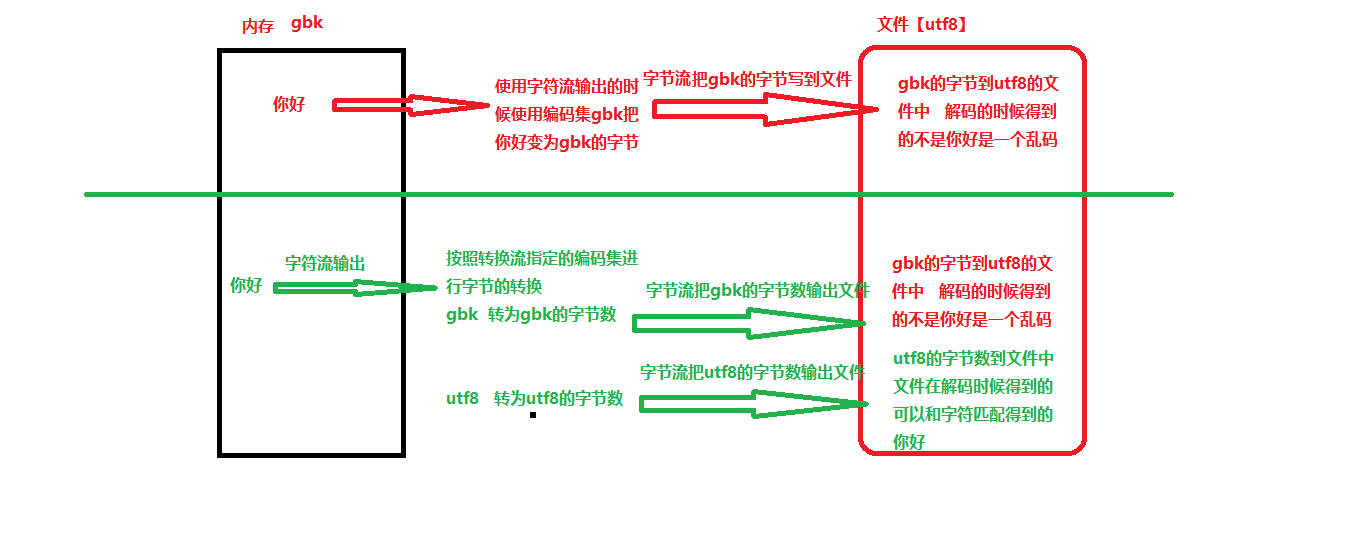 内存 gbk
文件【utf8】
你好
使用字符流输出的时
候使用编码集gbk把
你好变为gbk的字节
字节流把gbk的字节写到文件
gbk的字节到utf8的文
件中 解码的时候得到
的不是你好是一个乱码
你好
字符流输出
按照转换流指定的编码集进
行字节的转换
gbk 转为gbk的字节数
字节流把gbk的字节数输出文件
gbk的字节到utf8的文
件中 解码的时候得到
的不是你好是一个乱码
utf8 转为utf8的字节数
字节流把utf8的字节数输出文件
utf8的字节数到文件中
文件在解码时候得到的
可以和字符匹配得到的
你好